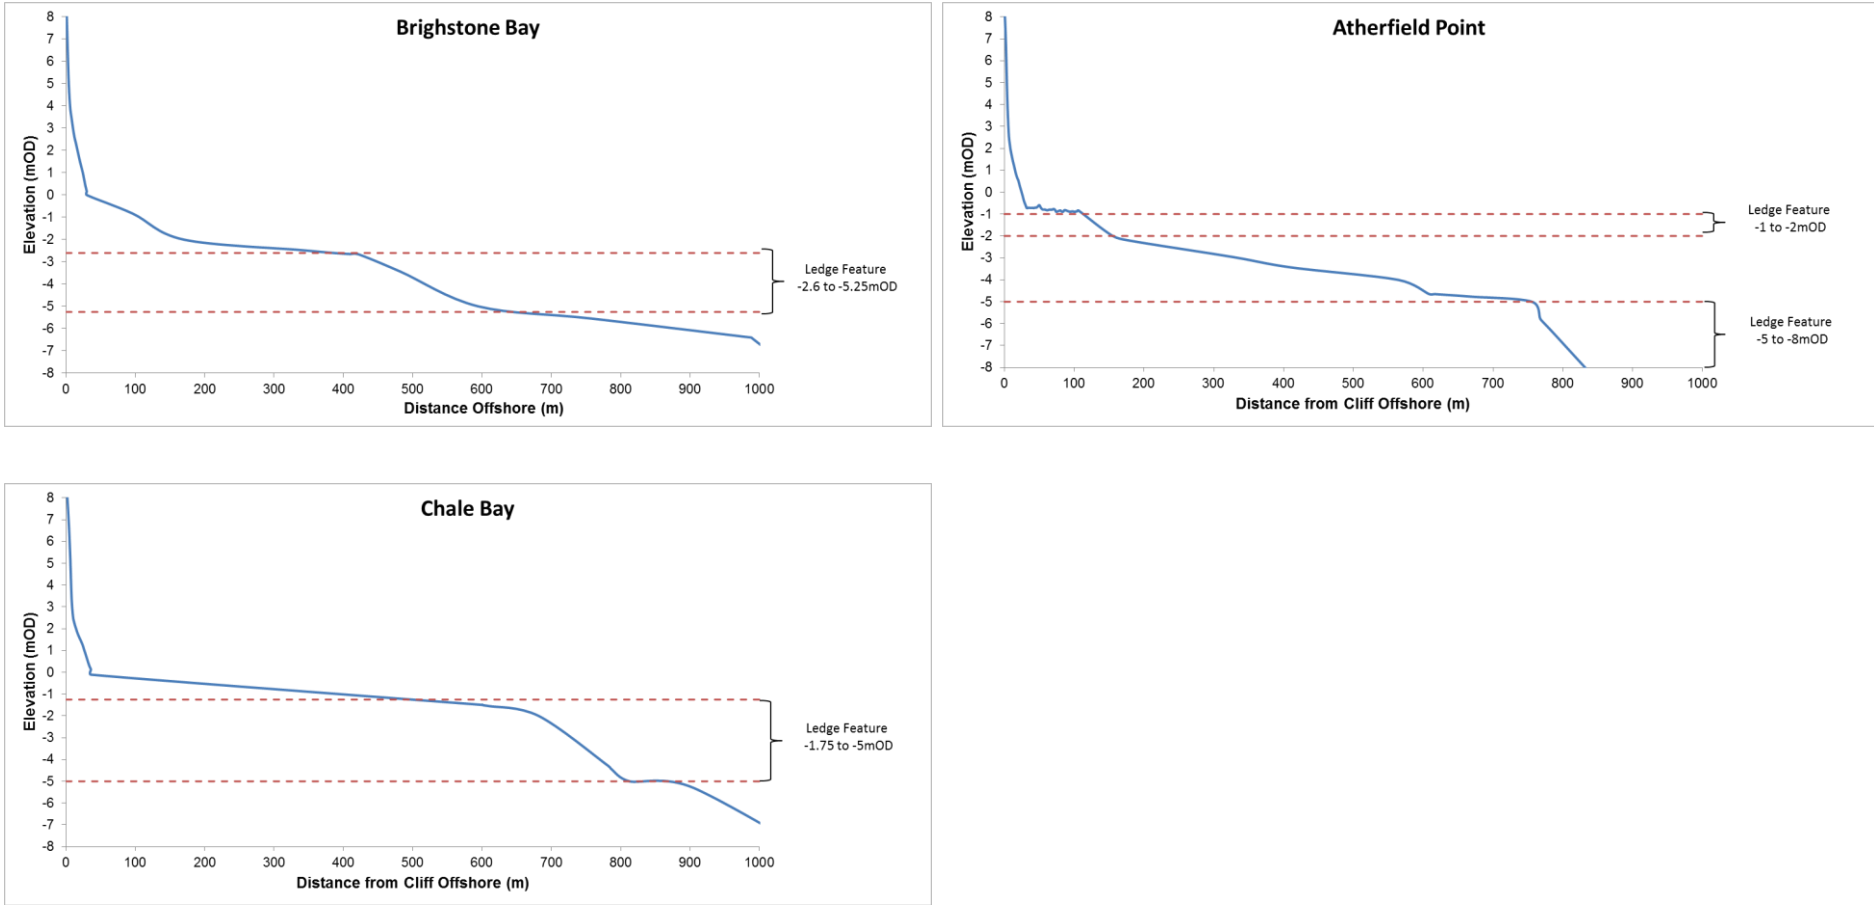 Brighstone Bay
8
7
6
5
4
3
2
1
0
-1
-2
-3
-4
-5
-6
-7
-8
Elevation (mOD)
0 100 200 300 400 500 600 700 800 900 1000
Distance Offshore (m)
Ledge Feature
-2.6 to -5.25mOD
Atherfield Point
8
7
6
5
4
3
2
1
0
-1
-2
-3
-4
-5
-6
-7
-8
Elevation (mOD)
0 100 200 300 400 500 600 700 800 900 1000
Distance from Cliff Offshore (m)
Ledge Feature
-1 to -2mOD
Ledge Feature
-5 to -8mOD
Chale Bay
8
7
6
5
4
3
2
1
0
-1
-2
-3
-4
-5
-6
-7
-8
Elevation (mOD)
0 100 200 300 400 500 600 700 800 900 1000
Distance from Cliff Offshore (m)
Ledge Feature
-1.75 to -5mOD